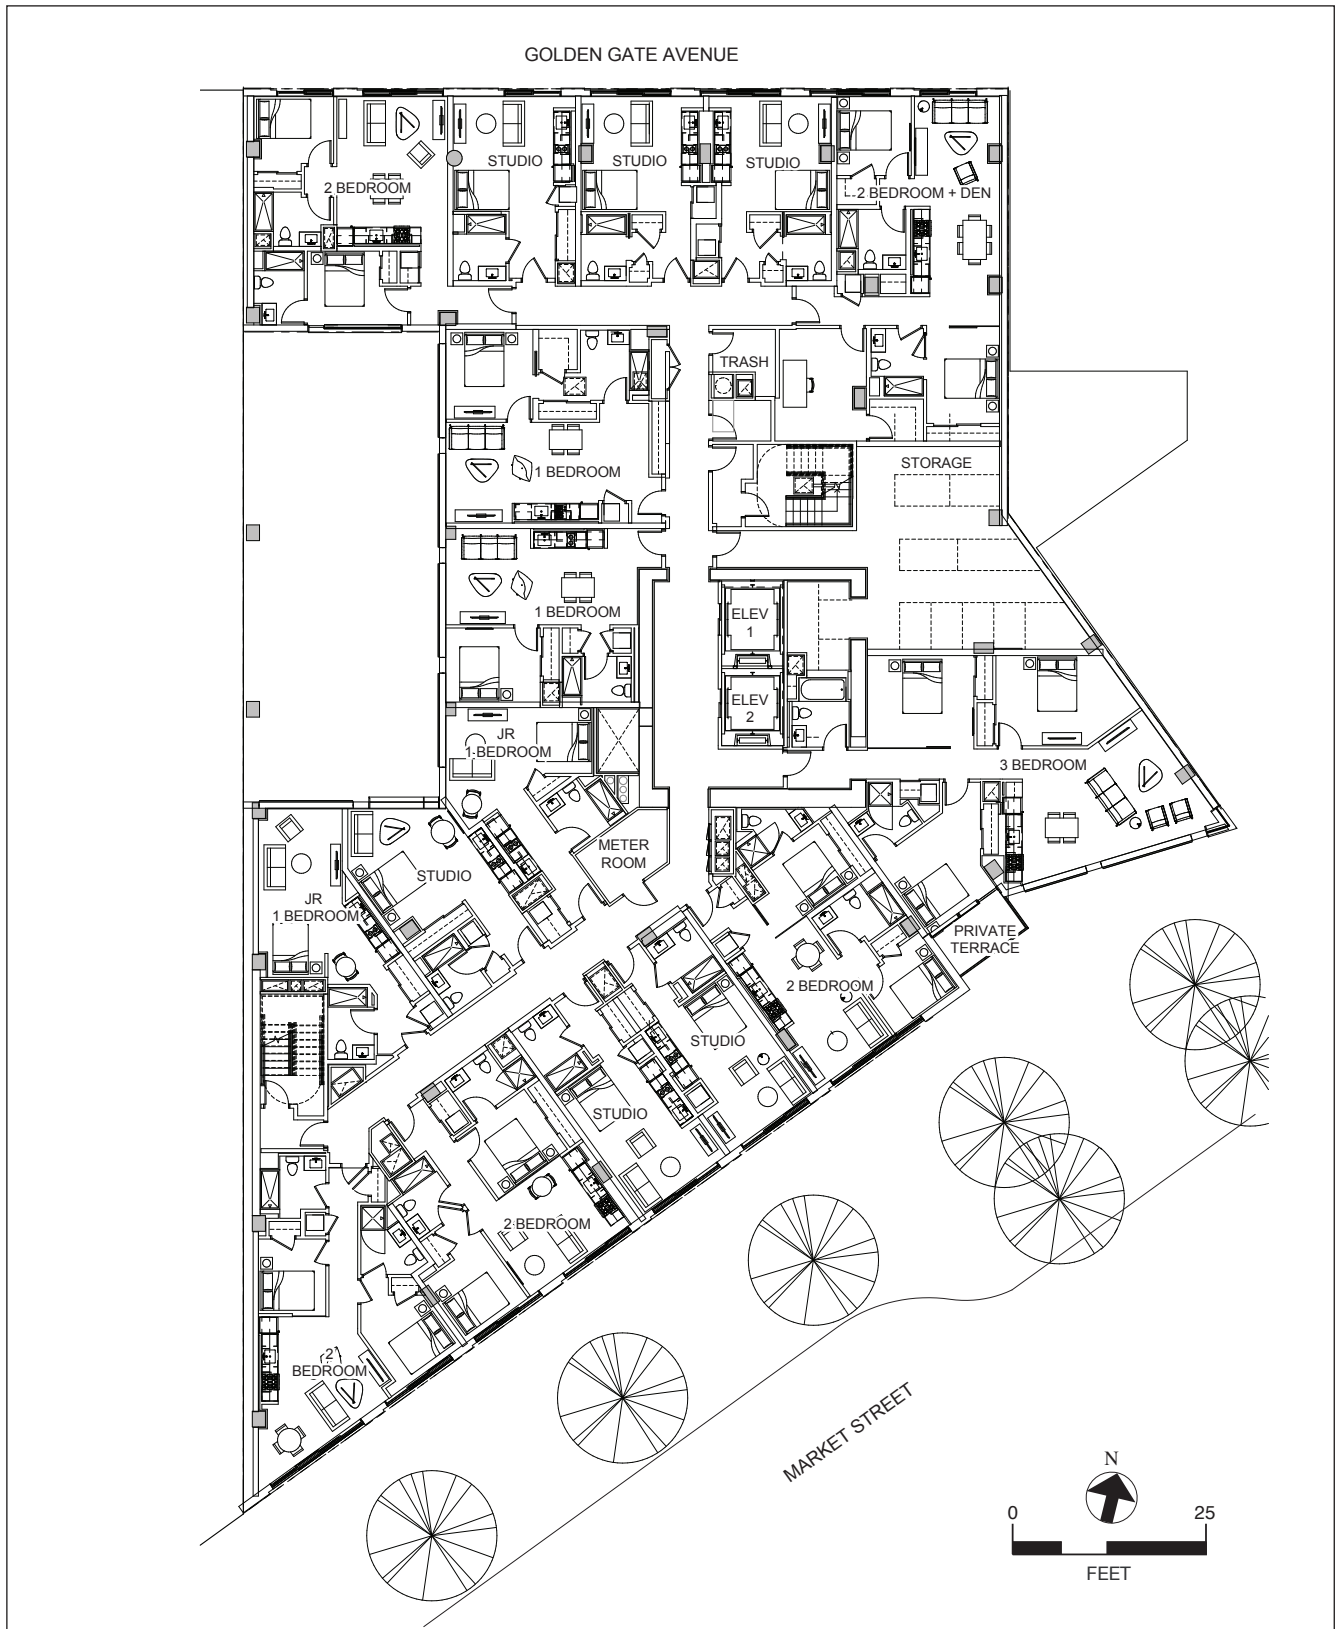 GOLDEN GATE AVENUE
STUDIO
STUDIO
STUDIO
2 BEDROOM
2 BEDROOM + DEN
TRASH
1 BEDROOM
STORAGE
1 BEDROOM
ELEV
1
ELEV
2
JR
1 BEDROOM
3 BEDROOM
METER
ROOM
STUDIO
JR
1 BEDROOM
PRIVATE
TERRACE
2 BEDROOM
STUDIO
STUDIO
2 BEDROOM
2
BEDROOM
MARKET STREET
N
0 25
FEET